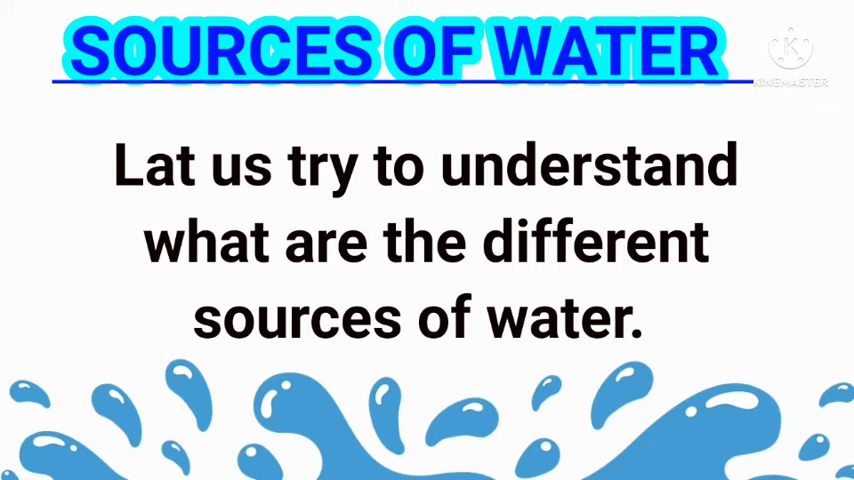 SOURCES OF WATER
K
KINEMASTER
Lat us try to understand
what are the different
sources of water.